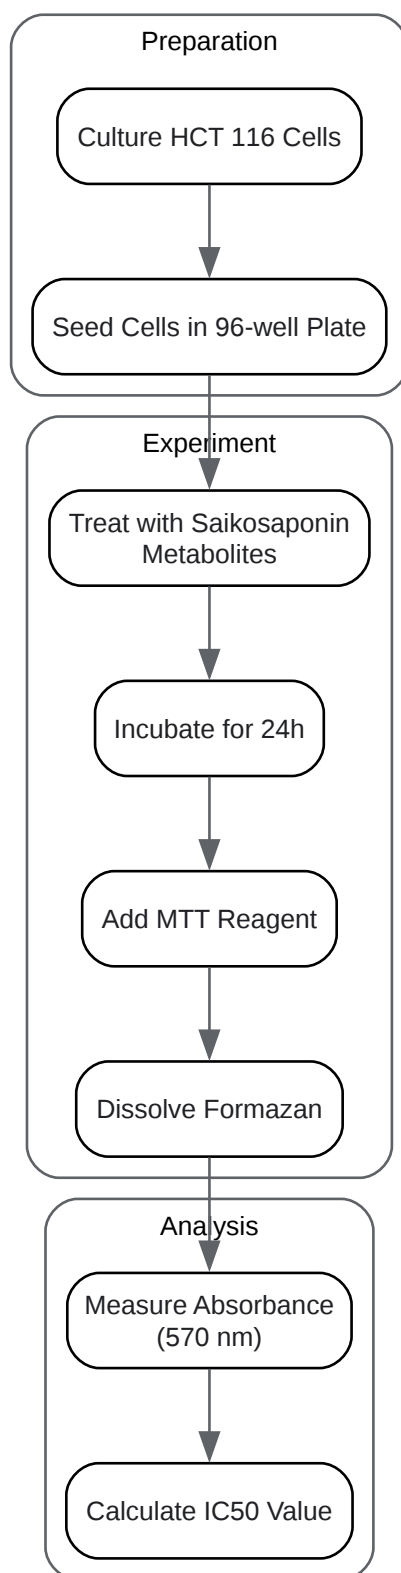 Preparation
Culture HCT 116 Cells
Seed Cells in 96-well Plate
Experiment
Treat with Saikosaponin
Metabolites
Incubate for 24h
Add MTT Reagent
Dissolve Formazan
Analysis
Measure Absorbance
(570 nm)
Calculate IC50 Value